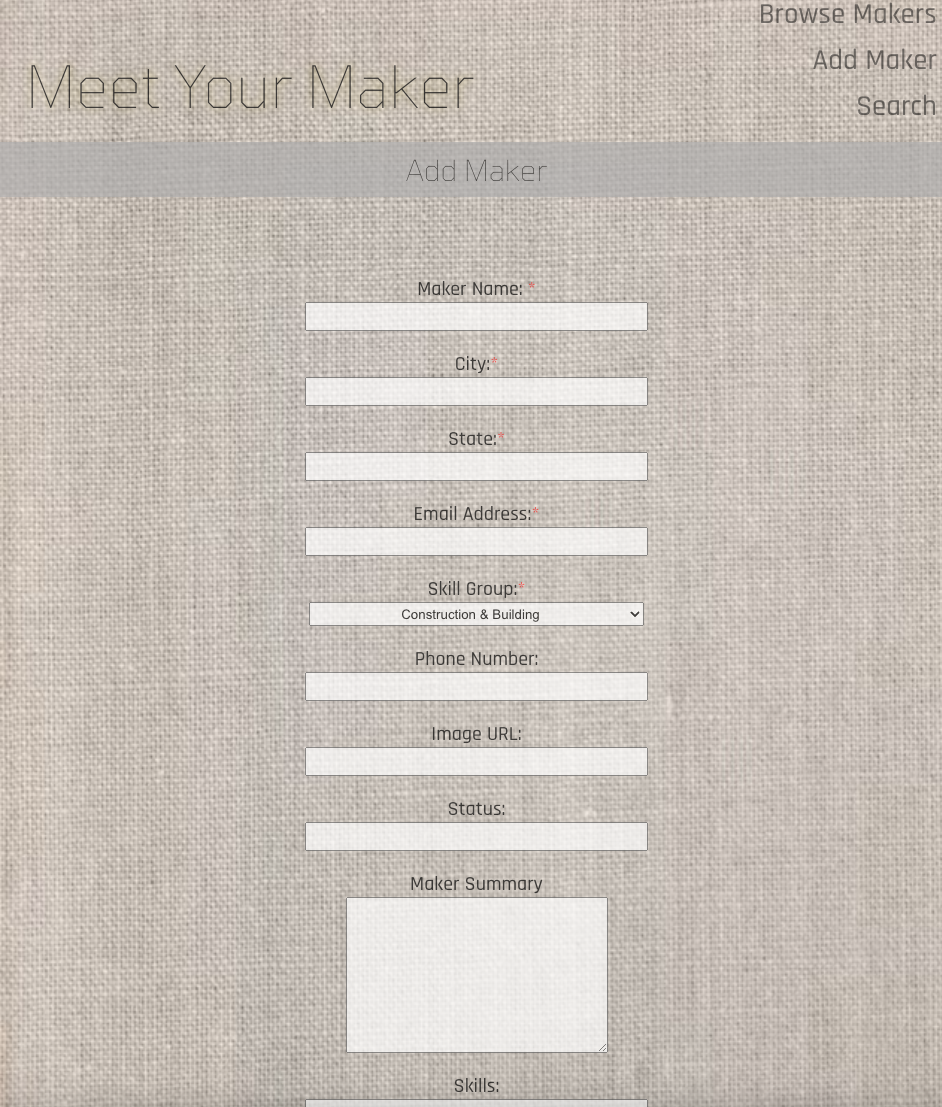 Browse Makers
Add Maker
Search
Meet Your Maker
Add Maker
Maker Name: *
City:*
State:*
Email Address:*
Skill Group:*
Construction & Building
Phone Number:
Image URL:
Status:
Maker Summary
Skills: